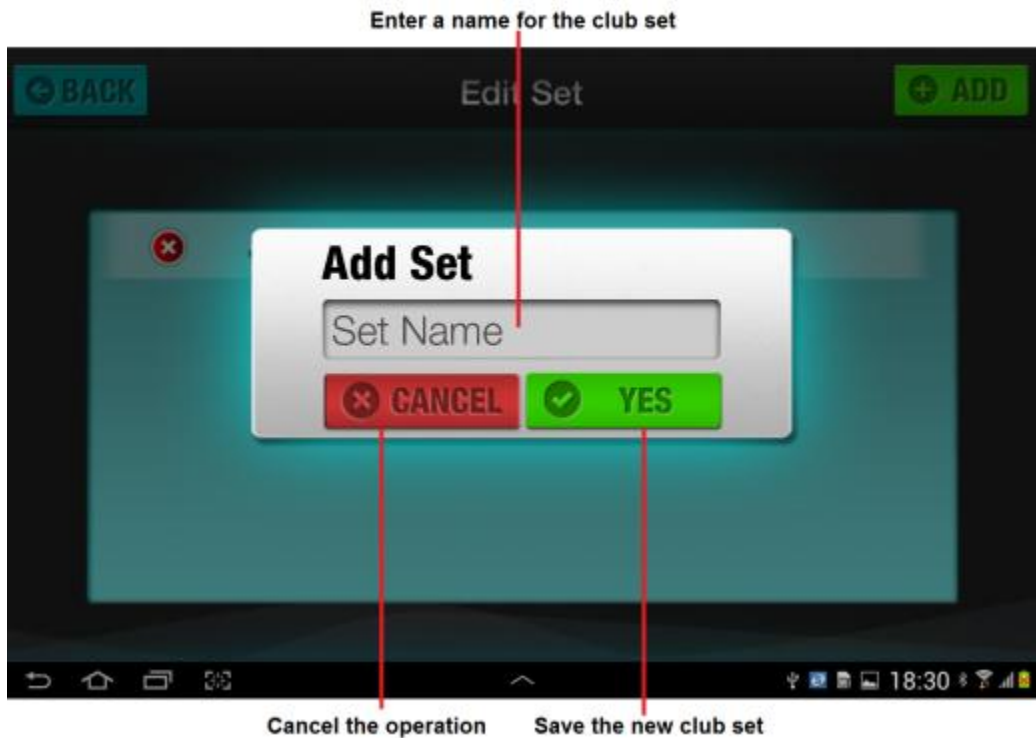 Enter a name for the club set
BACK
Edit Set
ADD
Add Set
Set Name
CANCEL
YES
18:30
Cancel the operation
Save the new club set